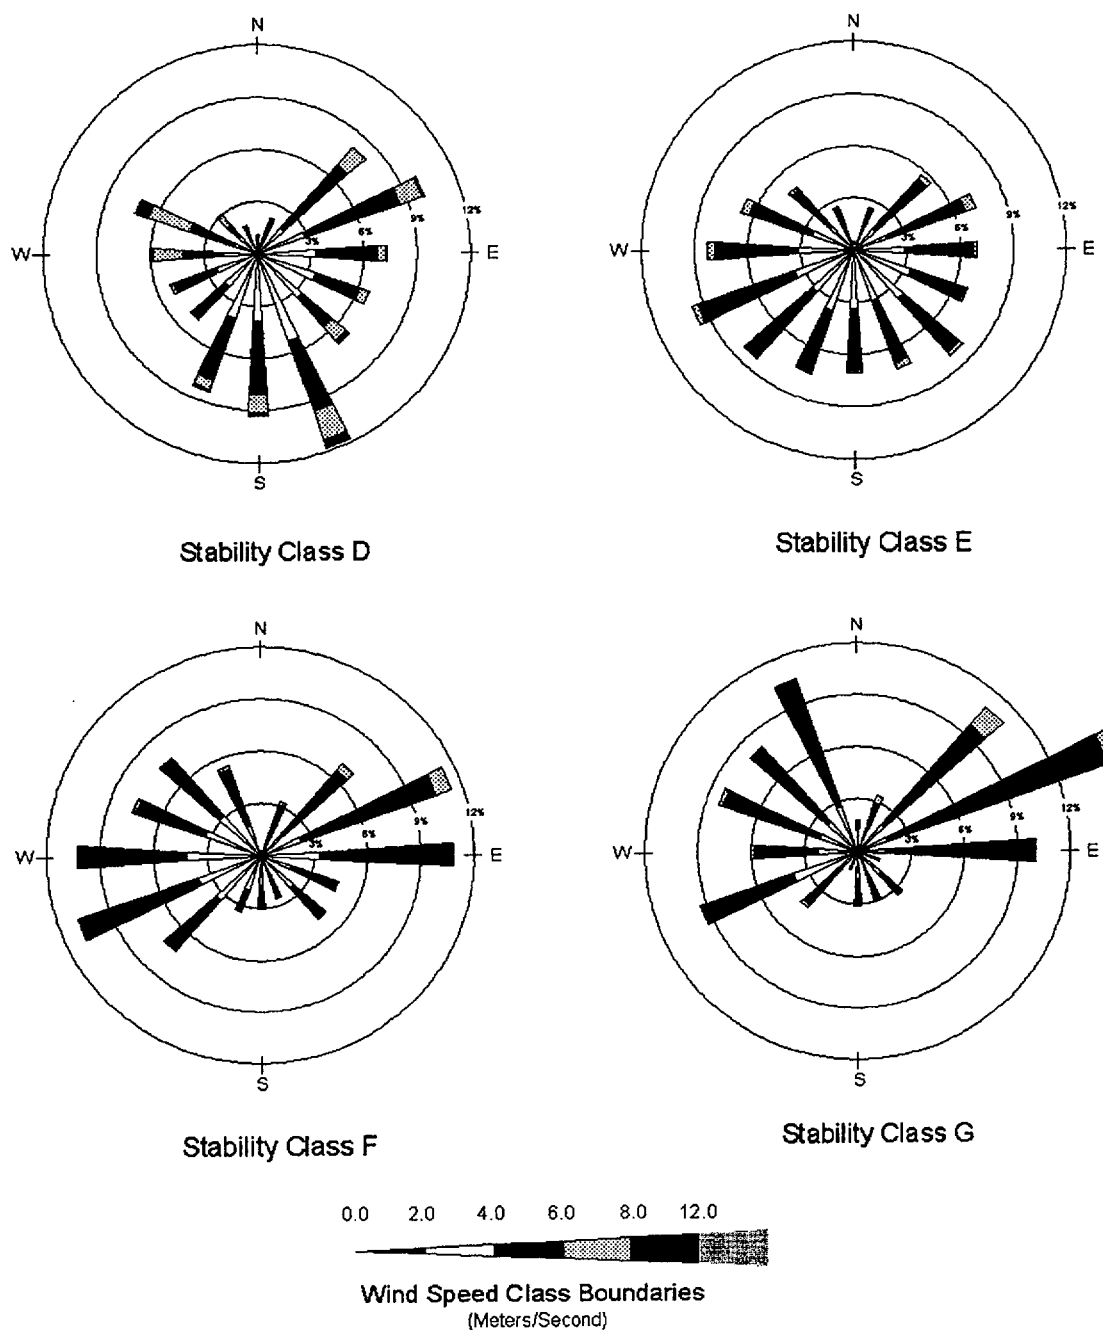 N
N
12%
9%
6%
3%
W
E
S
12%
9%
6%
3%
W
E
S
Stability Class D
Stability Class E
N
N
12%
9%
6%
3%
W
E
S
12%
9%
6%
3%
W
E
S
Stability Class F
Stability Class G
0.0 2.0 4.0 6.0 8.0 12.0
Wind Speed Class Boundaries
(Meters/Second)